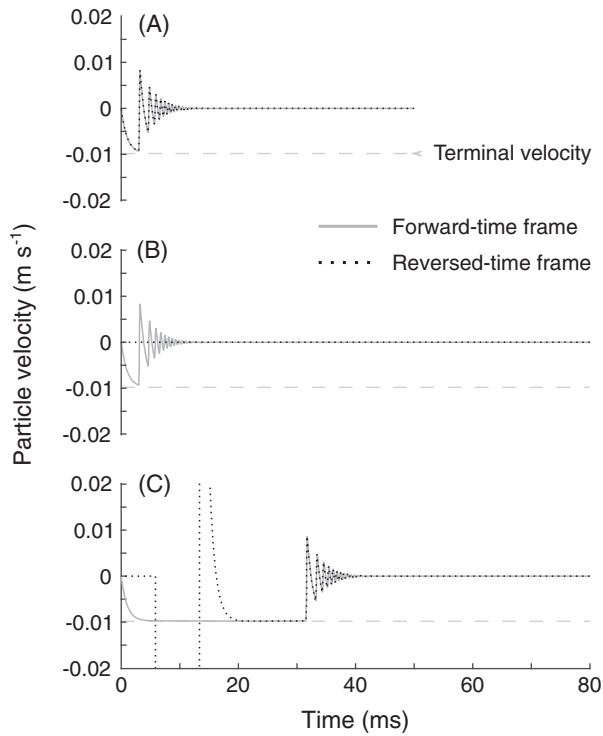 (A)
0.02
0.01
0
-0.01
-0.02
Terminal velocity
Forward-time frame
Reversed-time frame
(B)
0.02
0.01
0
-0.01
-0.02
Particle velocity (m s-1)
(C)
0.02
0.01
0
-0.01
-0.02
0 20 40 60 80
Time (ms)